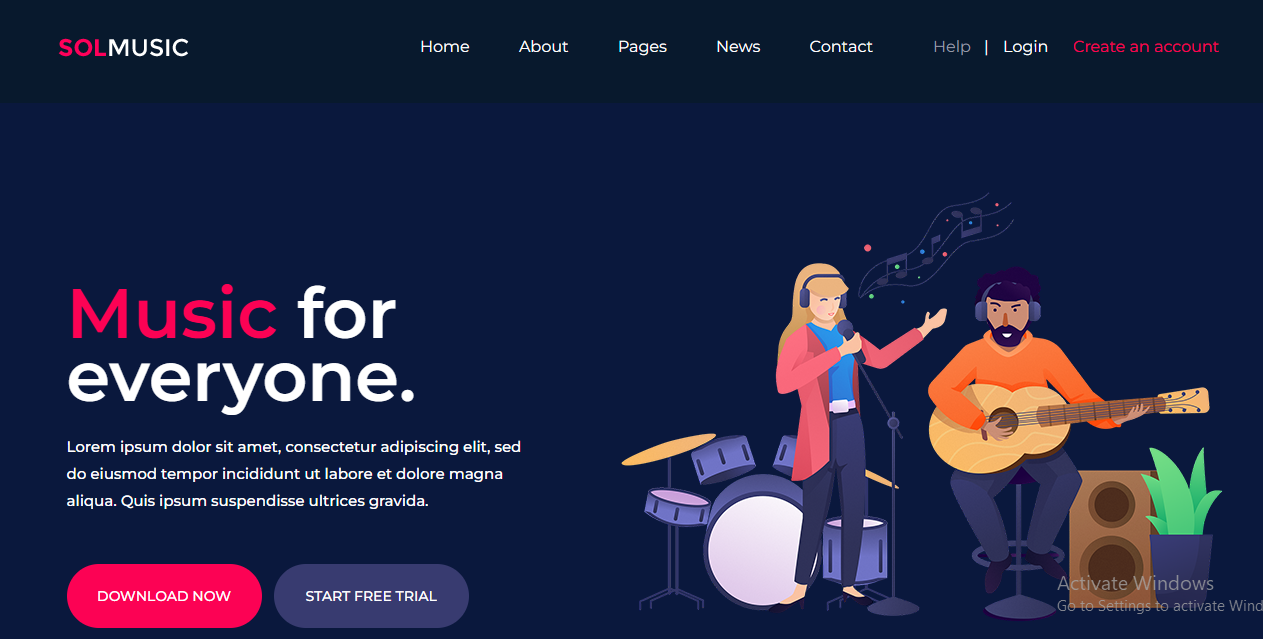 SOLMUSIC
Home About Pages News Contact Help | Login Create an account
Music for
everyone.
Lorem ipsum dolor sit amet, consectetur adipiscing elit, sed
do eiusmod tempor incididunt ut labore et dolore magna
aliqua. Quis ipsum suspendisse ultrices gravida.
DOWNLOAD NOW START FREE TRIAL
Activate Windows
Go to Settings to activate Wind